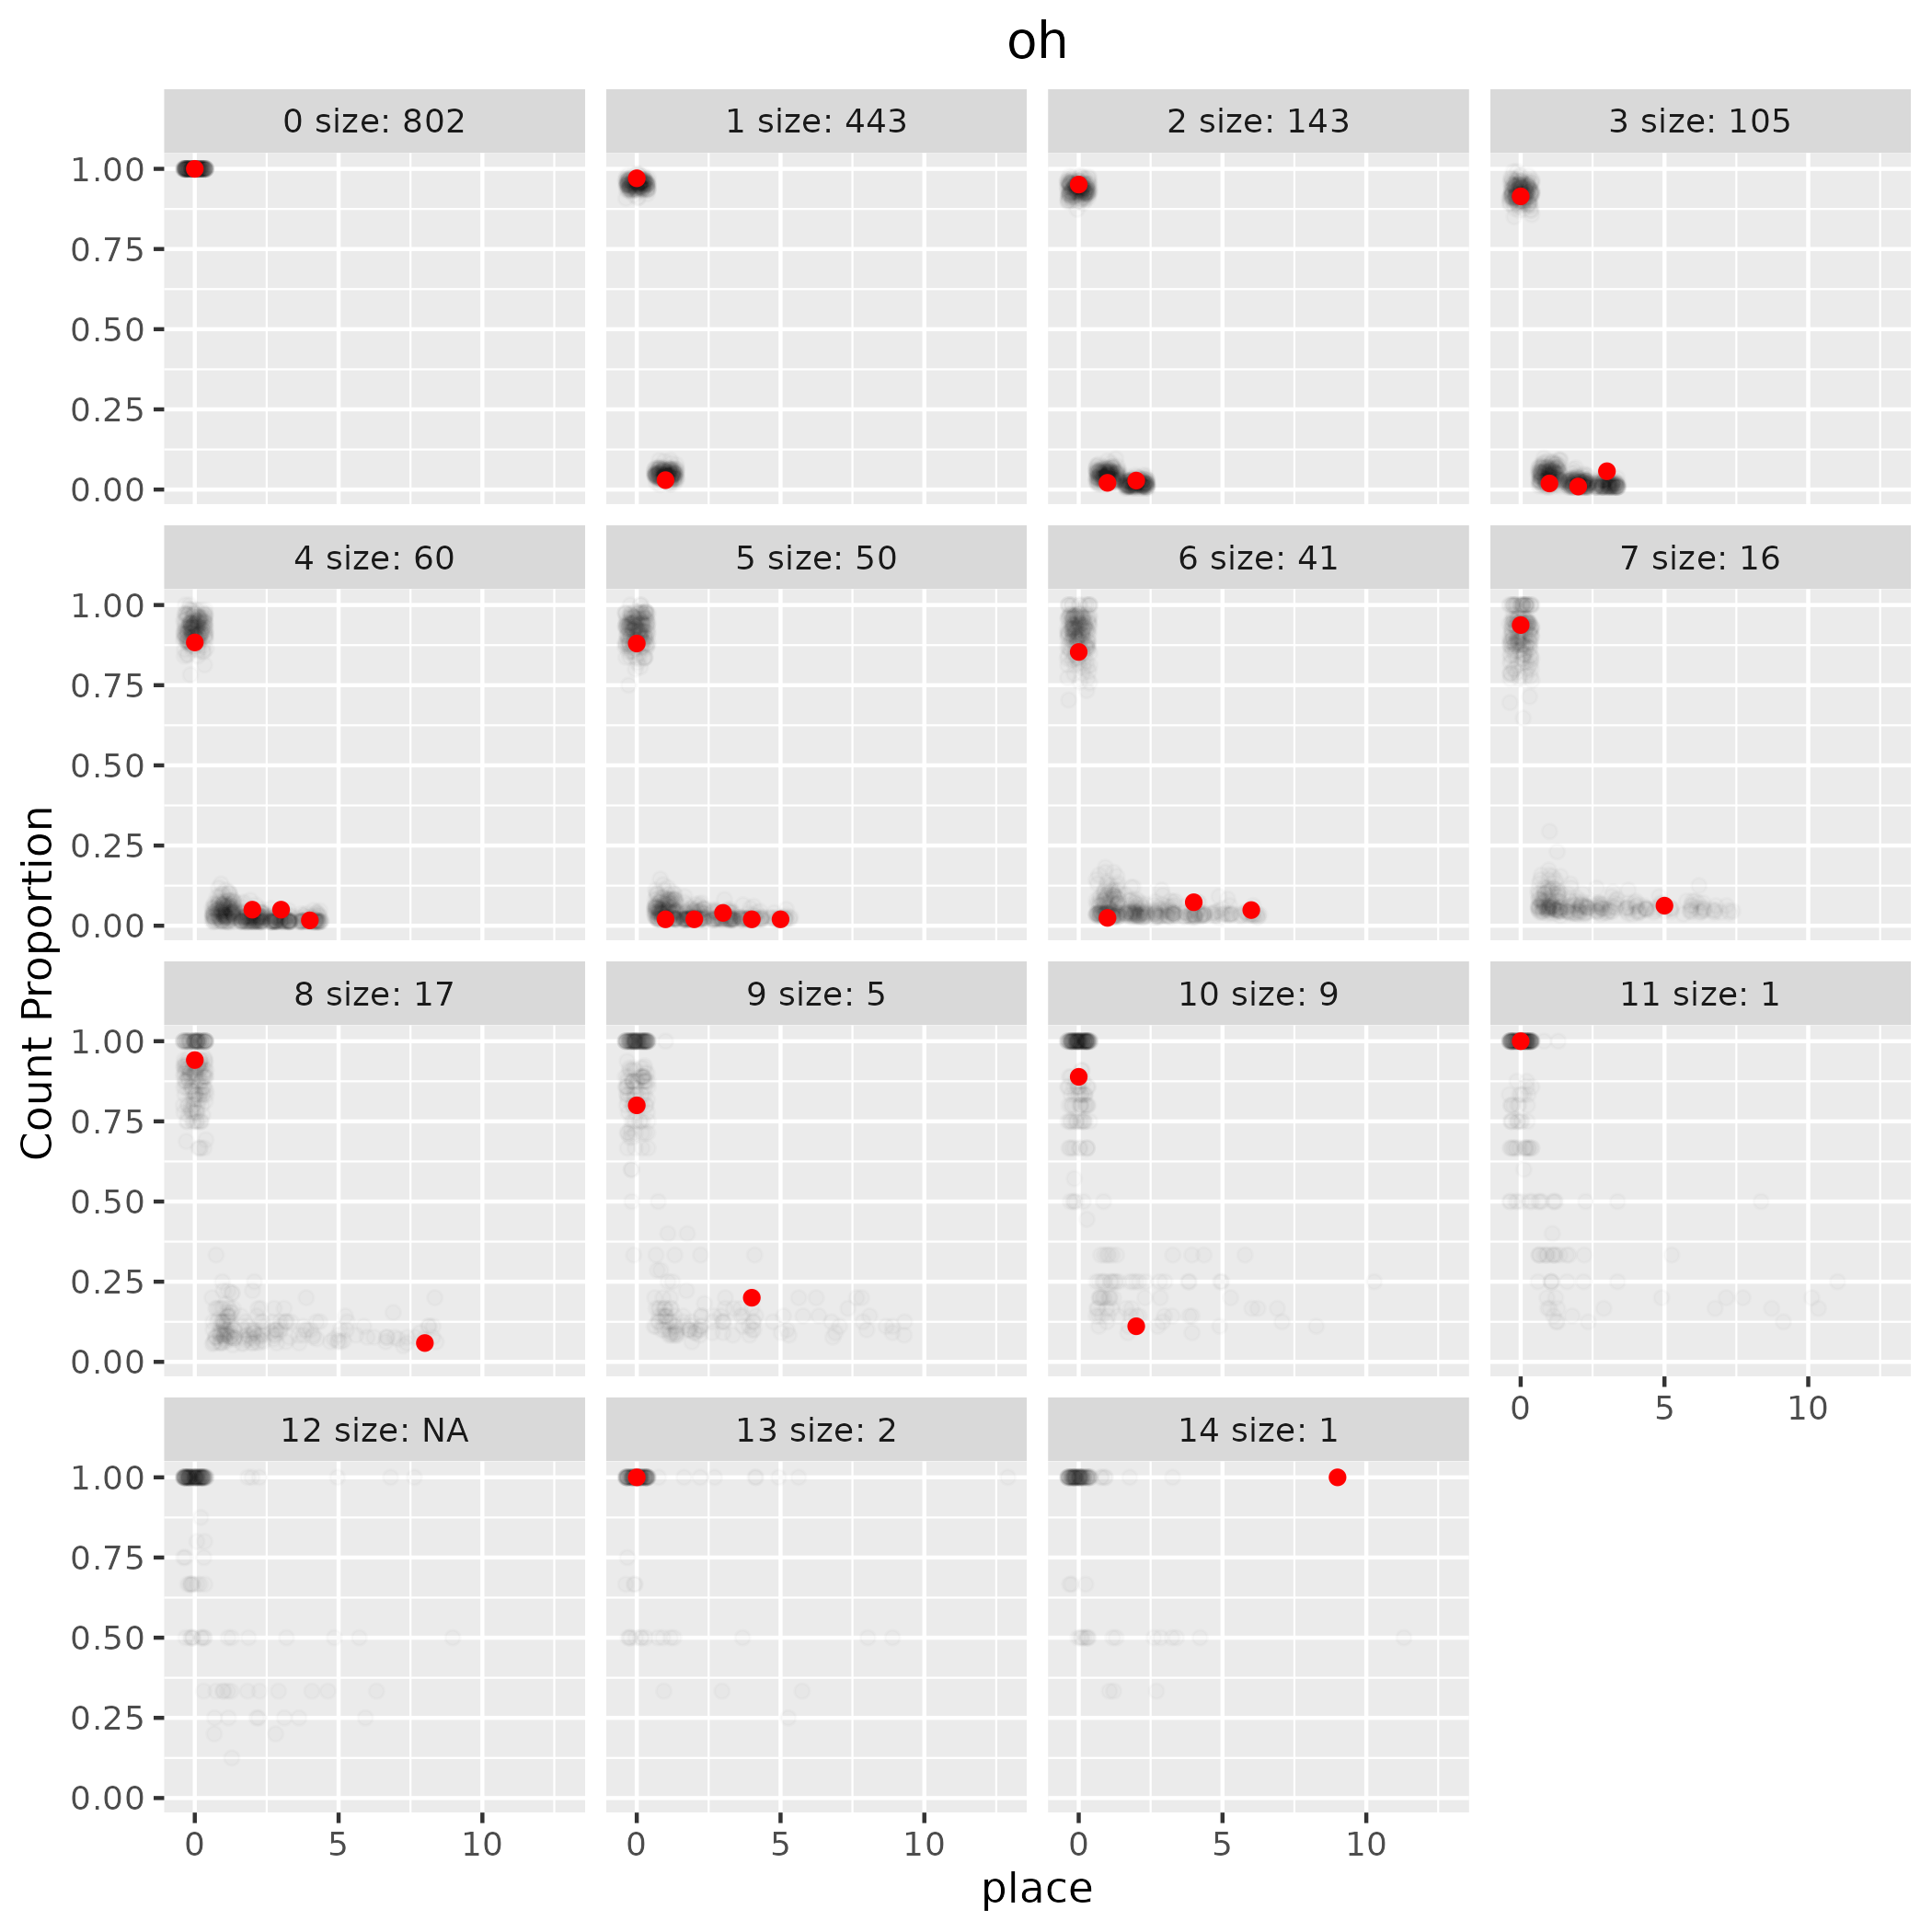 oh
0 size: 802
1 size: 443
2 size: 143
3 size: 105
1.00
0.75
0.50
0.25
0.00
4 size: 60
5 size: 50
6 size: 41
7 size: 16
1.00
0.75
0.50
0.25
0.00
Count Proportion
8 size: 17
9 size: 5
10 size: 9
11 size: 1
1.00
0.75
0.50
0.25
0.00
0 5 10
12 size: NA
13 size: 2
14 size: 1
1.00
0.75
0.50
0.25
0.00
0 5 10
0 5 10
0 5 10
place